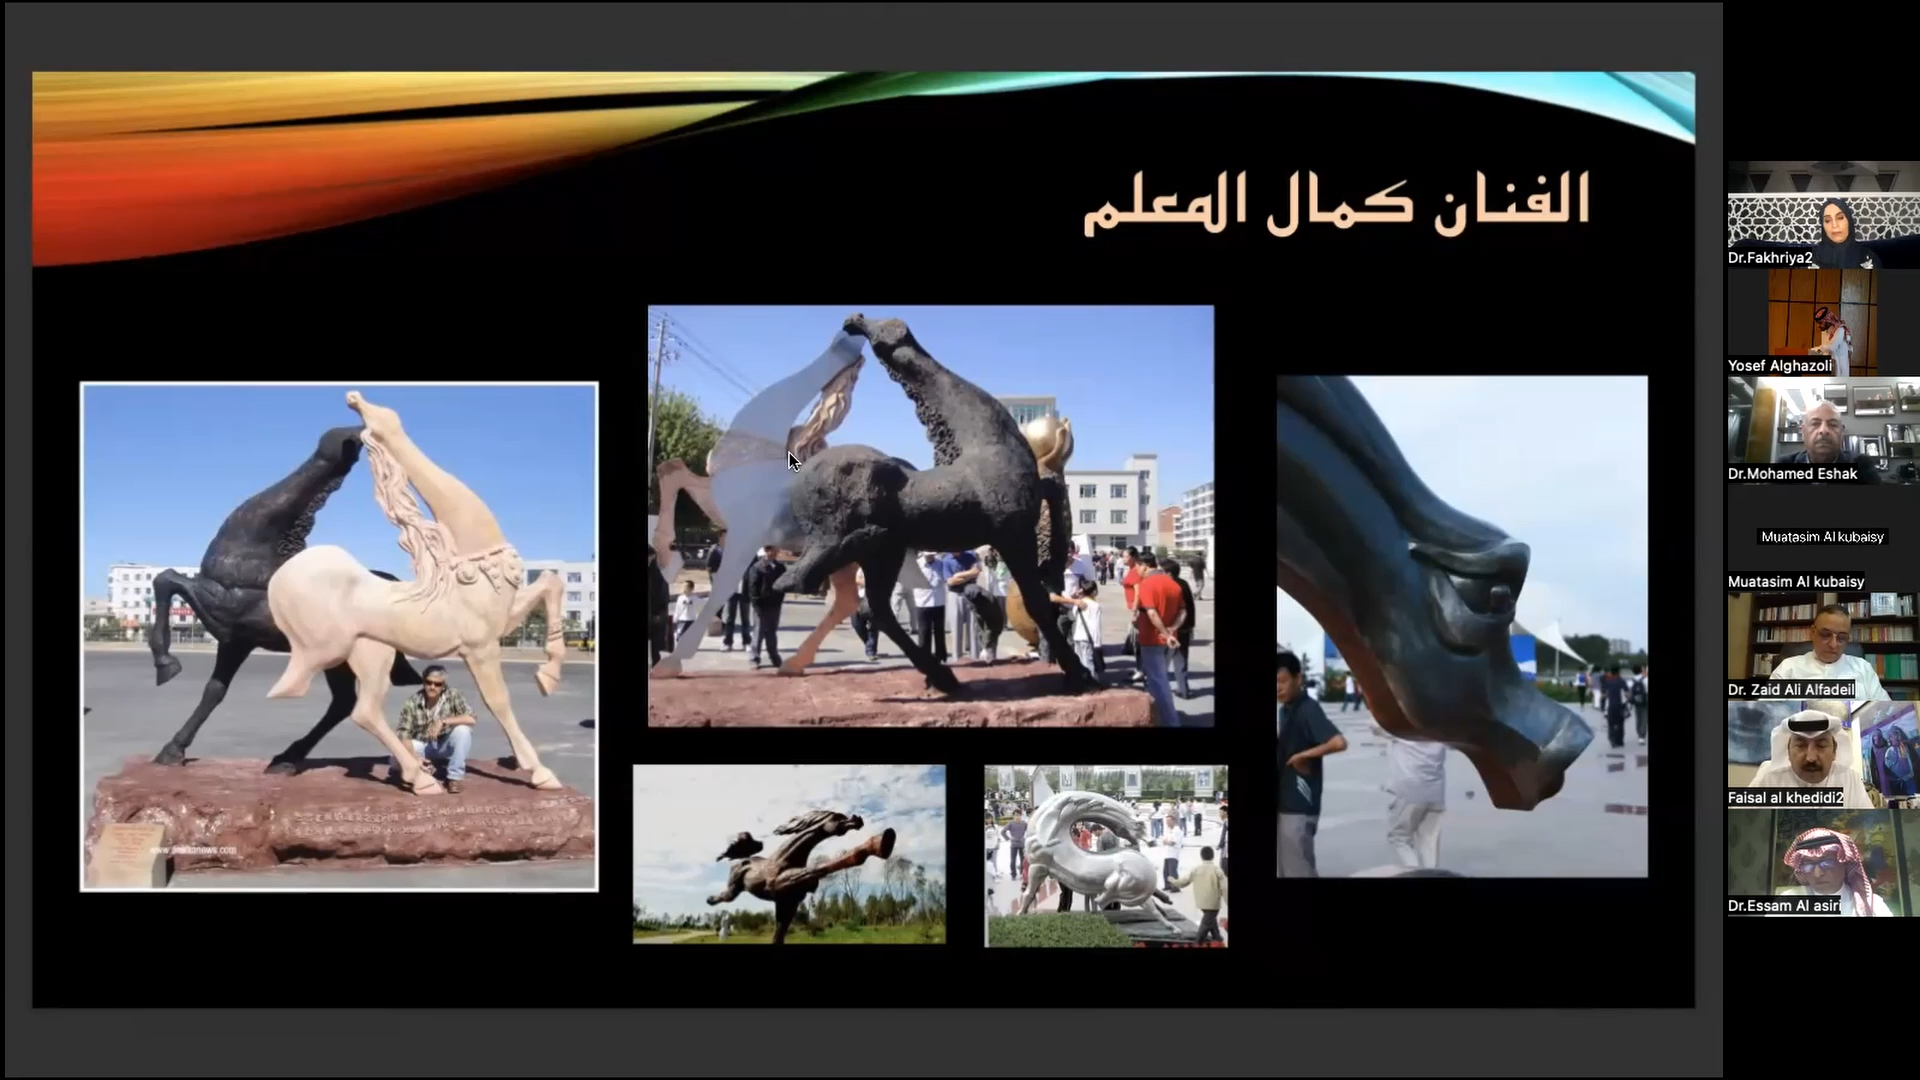 الفنان كمال المعلم
Dr.Fakhriya2
Yosef Alghazoli
Dr.Mohamed Eshak
Muatasim Al kubaisy
Muatasim Al kubaisy
Dr. Zaid Ali Alfadeil
Faisal al khedidi2
Dr.Essam Al asiri